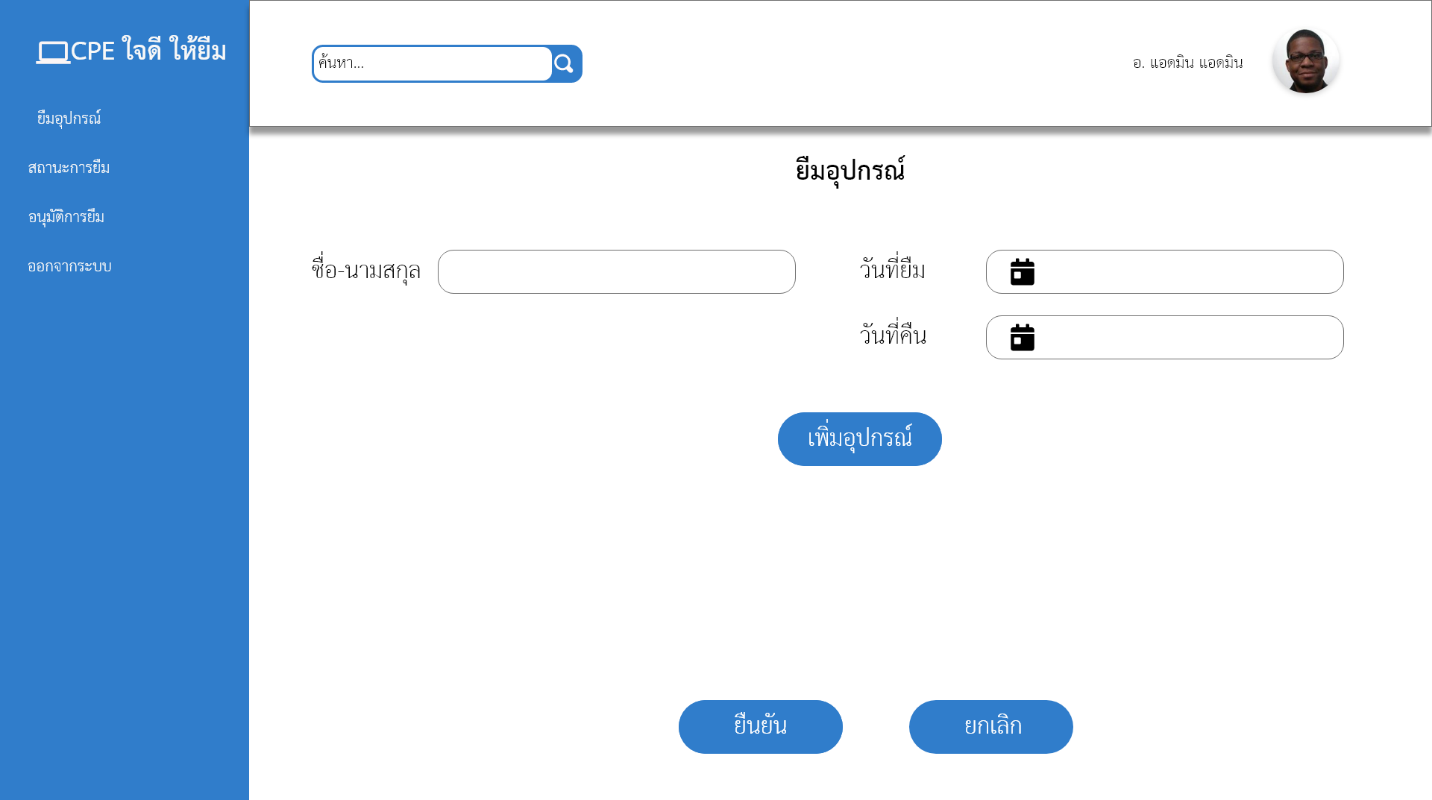 CPE ใจดี ให้ยืม
ยืมอุปกรณ์
สถานะการยืม
อนุมัติการยืม
ออกจากระบบ
ค้นหา...
อ. แอดมิน แอดมิน
ยืมอุปกรณ์
ชื่อ-นามสกุล
วันที่ยืม
วันที่คืน
เพิ่มอุปกรณ์
ยืนยัน
ยกเลิก